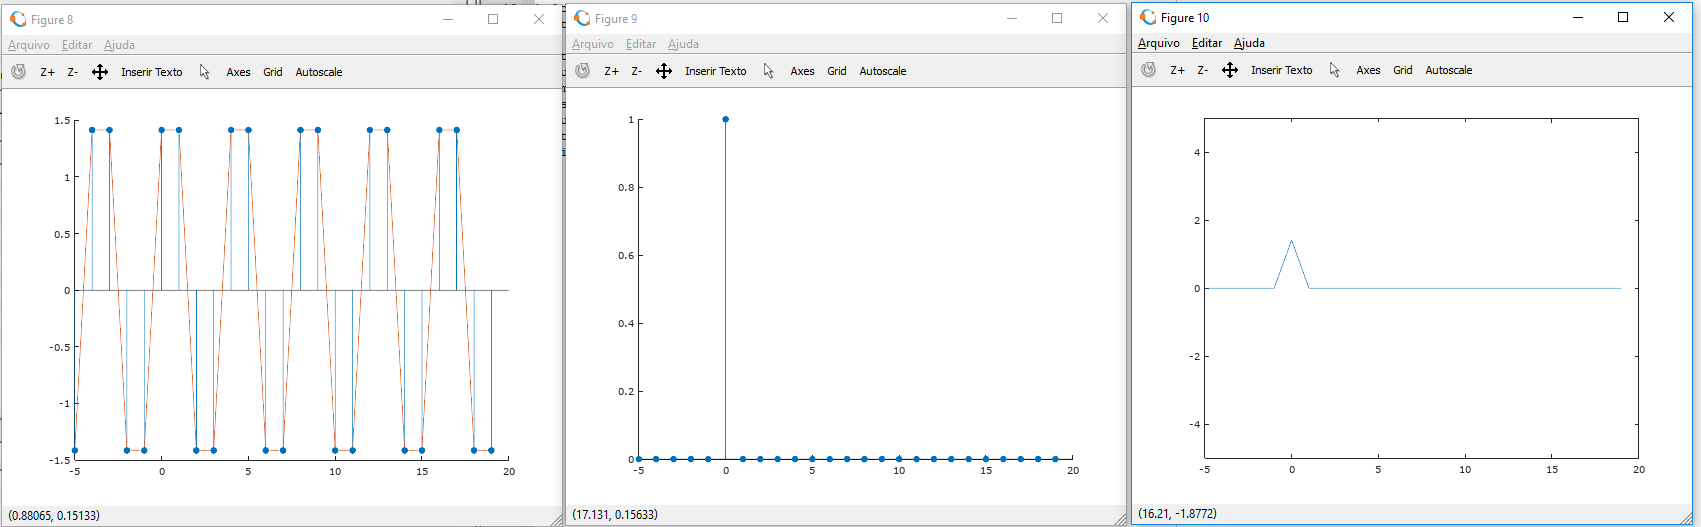 Figure 8
Arquivo Editar Ajuda
Z+ Z- Inserir Texto Axes Grid Autoscale
1.5
1
0.5
0
-0.5
-1
-1.5
-5 0 5 10 15 20
(0.88065, 0.15133)
Figure 9
Arquivo Editar Ajuda
Z+ Z- Inserir Texto Axes Grid Autoscale
1
0.8
0.6
0.4
0.2
0
-5 0 5 10 15 20
(17.131, 0.15633)
Figure 10
Arquivo Editar Ajuda
Z+ Z- Inserir Texto Axes Grid Autoscale
4
2
0
-2
-4
-5 0 5 10 15 20
(16.21, -1.8772)